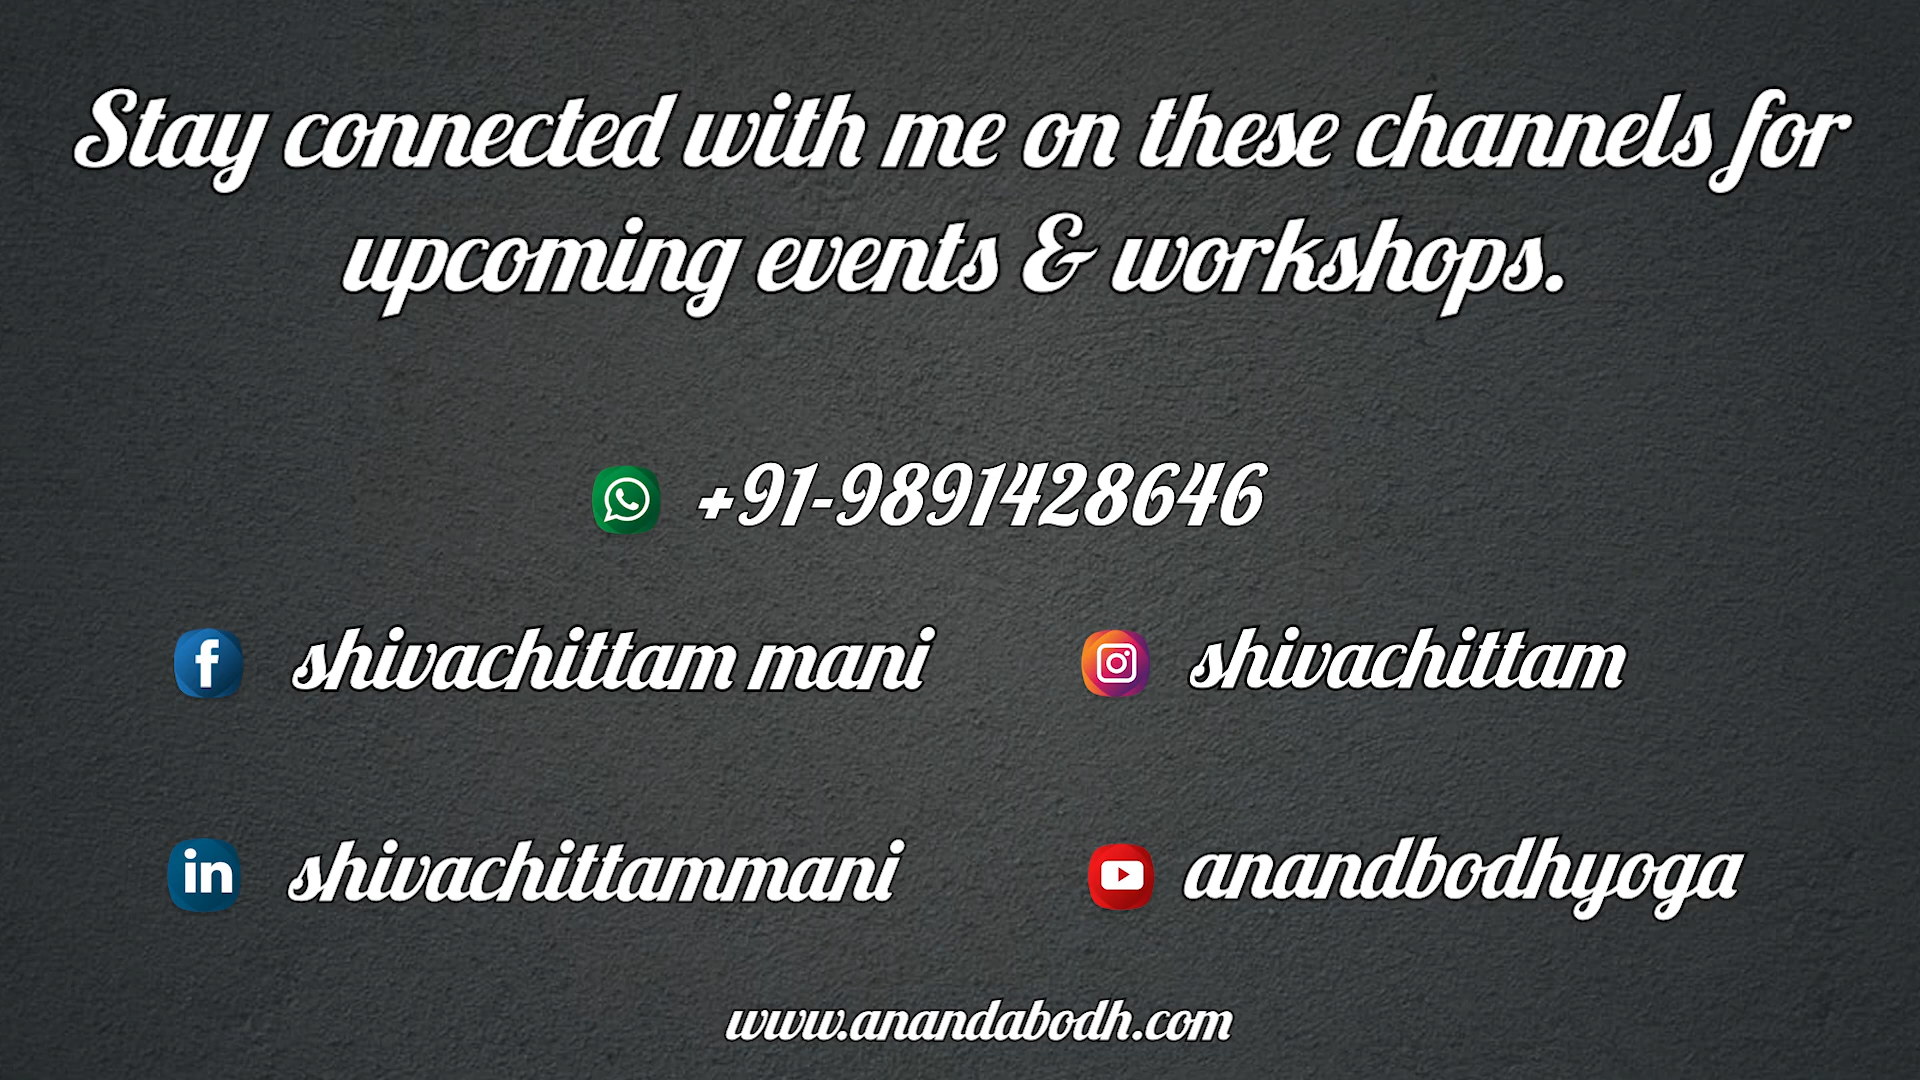 Stay connected with me on these channels for
upcoming events & workshops.
+91-9891428646
shivachittam mani
shivachittam
in shivachittammani
anandbodhyoga
www.anandabodh.com